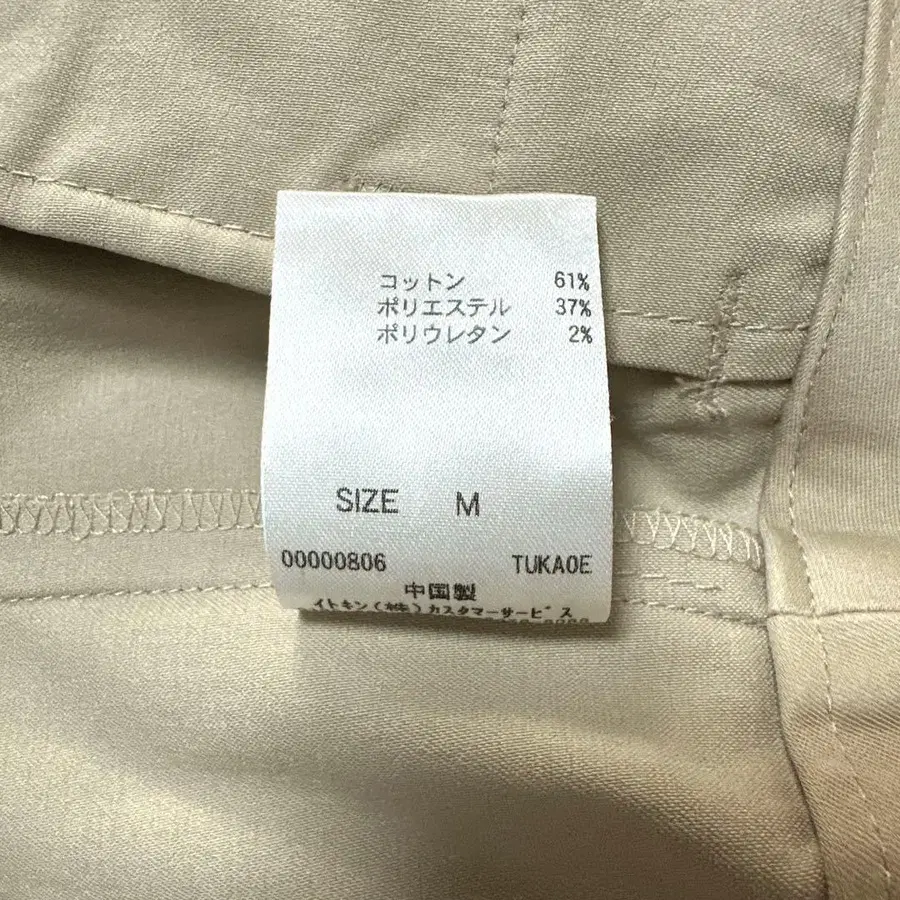 コットン 61%
ポリエステル 37%
ポリウレタン 2%
SIZE M
00000806 TUKAOE
中国製
イトキン(株)カスタマーサービス